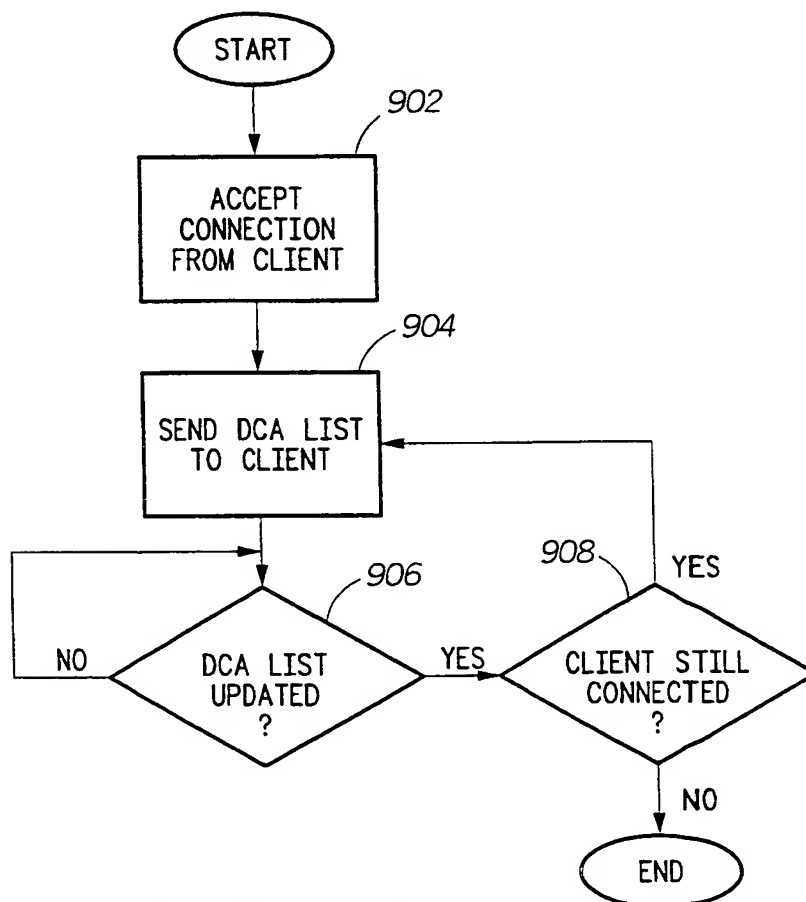 START
902
ACCEPT
CONNECTION
FROM CLIENT
904
SEND DCA LIST
TO CLIENT
906
908
YES
NO
DCA LIST
UPDATED
?
YES
CLIENT STILL
CONNECTED
?
NO
END